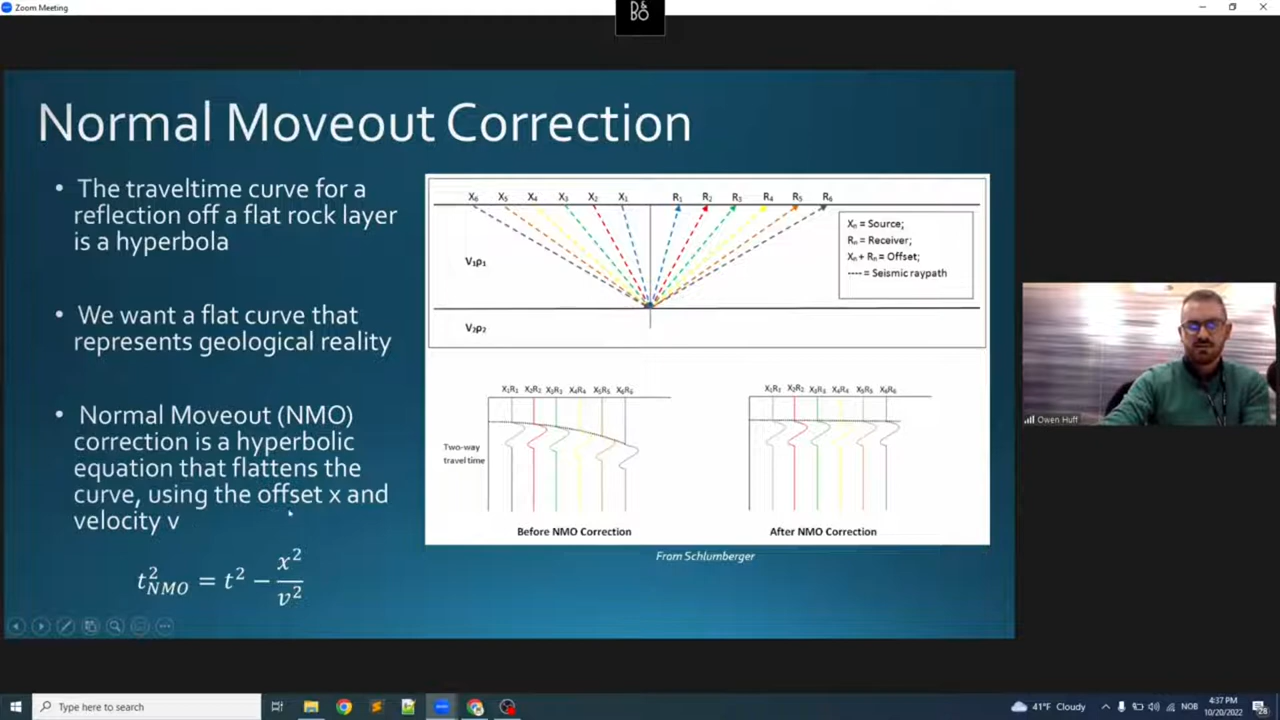 Zoom Meeting
B&
BO
Normal Moveout Correction
• The traveltime curve for a
reflection off a flat rock layer
is a hyperbola
• We want a flat curve that
represents geological reality
• Normal Moveout (NMO)
correction is a hyperbolic
equation that flattens the
curve, using the offset x and
velocity v
t²NMO = t² − x²/v²
X₆ X₅ X₄ X₃ X₂ X₁ R₁ R₂ R₃ R₄ R₅ R₆
Xₙ = Source;
Rₙ = Receiver;
Xₙ + Rₙ = Offset;
---- = Seismic raypath
V₁ρ₁
V₂ρ₂
X₁R₁ X₂R₂ X₃R₃ X₄R₄ X₅R₅ X₆R₆
X₁R₁ X₂R₂ X₃R₃ X₄R₄ X₅R₅ X₆R₆
Two-way
travel time
Before NMO Correction
After NMO Correction
From Schlumberger
Owen Huff
Type here to search
41°F Cloudy
NOB
4:37 PM
10/20/2022
28